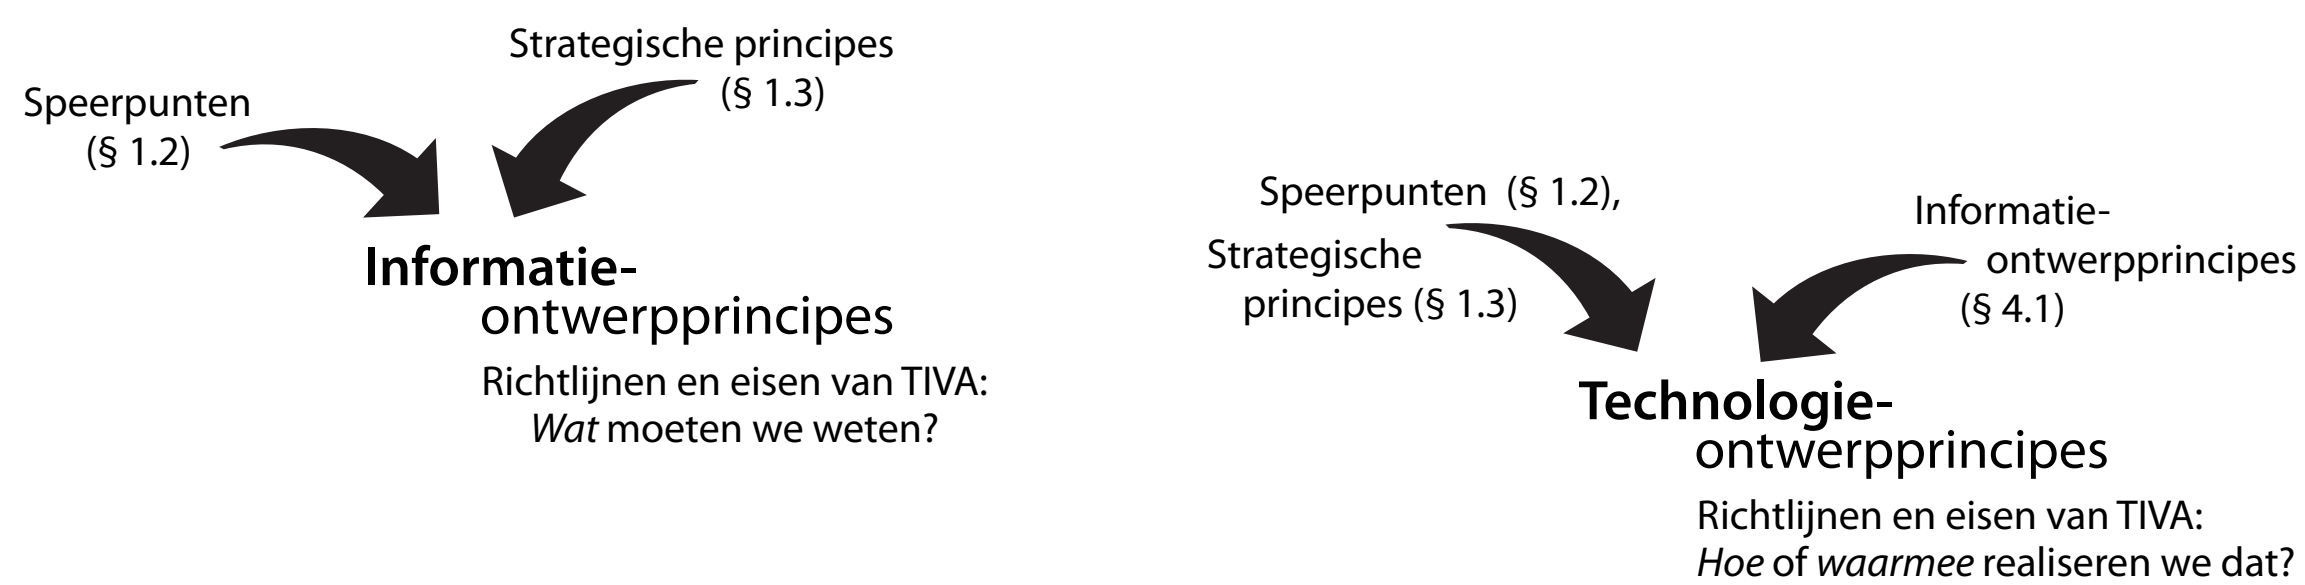 Strategische principes
(§ 1.3)
Speerpunten
(§ 1.2)
Informatie-
ontwerpprincipes
Richtlijnen en eisen van TIVA:
Wat moeten we weten?
Speerpunten (§ 1.2),
Strategische
principes (§ 1.3)
Informatie-
ontwerpprincipes
(§ 4.1)
Technologie-
ontwerpprincipes
Richtlijnen en eisen van TIVA:
Hoe of waarmee realiseren we dat?